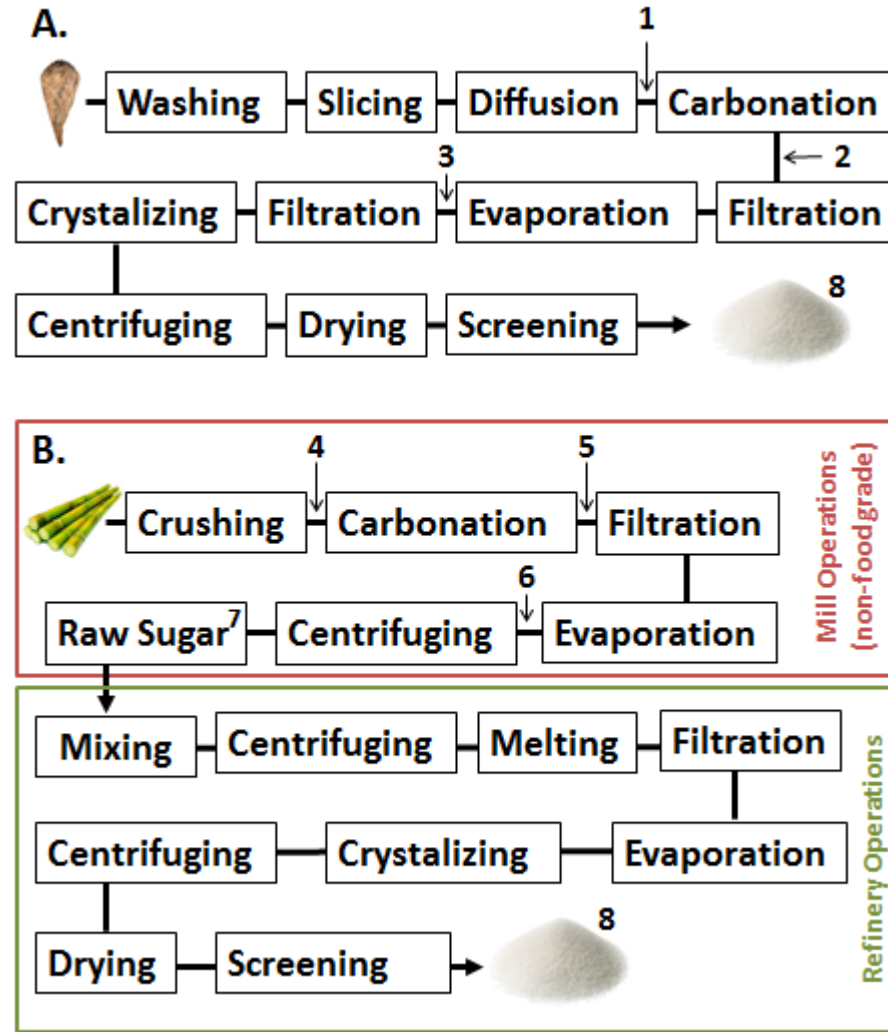 A.
1
Washing Slicing Diffusion Carbonation
3 2
Crystalizing Filtration Evaporation Filtration
8
Centrifuging Drying Screening
B.
4 5
Crushing Carbonation Filtration
6
Raw Sugar7 Centrifuging Evaporation
Mill Operations
(non-foodgrade)
Mixing Centrifuging Melting Filtration
Centrifuging Crystalizing Evaporation
8
Drying Screening
Refinery Operations